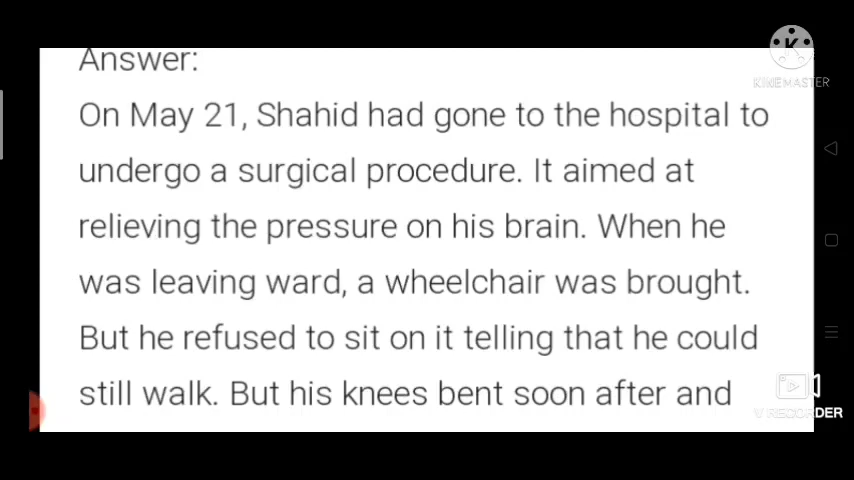 Answer:
On May 21, Shahid had gone to the hospital to
undergo a surgical procedure. It aimed at
relieving the pressure on his brain. When he
was leaving ward, a wheelchair was brought.
But he refused to sit on it telling that he could
still walk. But his knees bent soon after and
K
KINEMASTER
V RECORDER